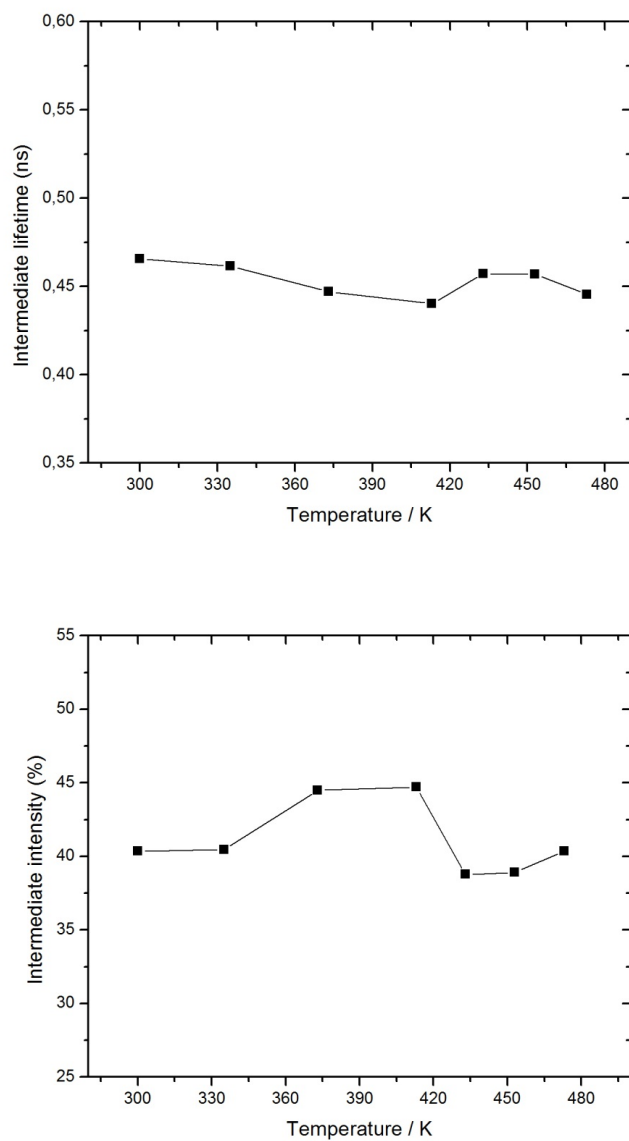 0,60
0,55
0,50
0,45
0,40
0,35
Intermediate lifetime (ns)
300 330 360 390 420 450 480
Temperature / K
55
50
45
40
35
30
25
Intermediate intensity (%)
300 330 360 390 420 450 480
Temperature / K